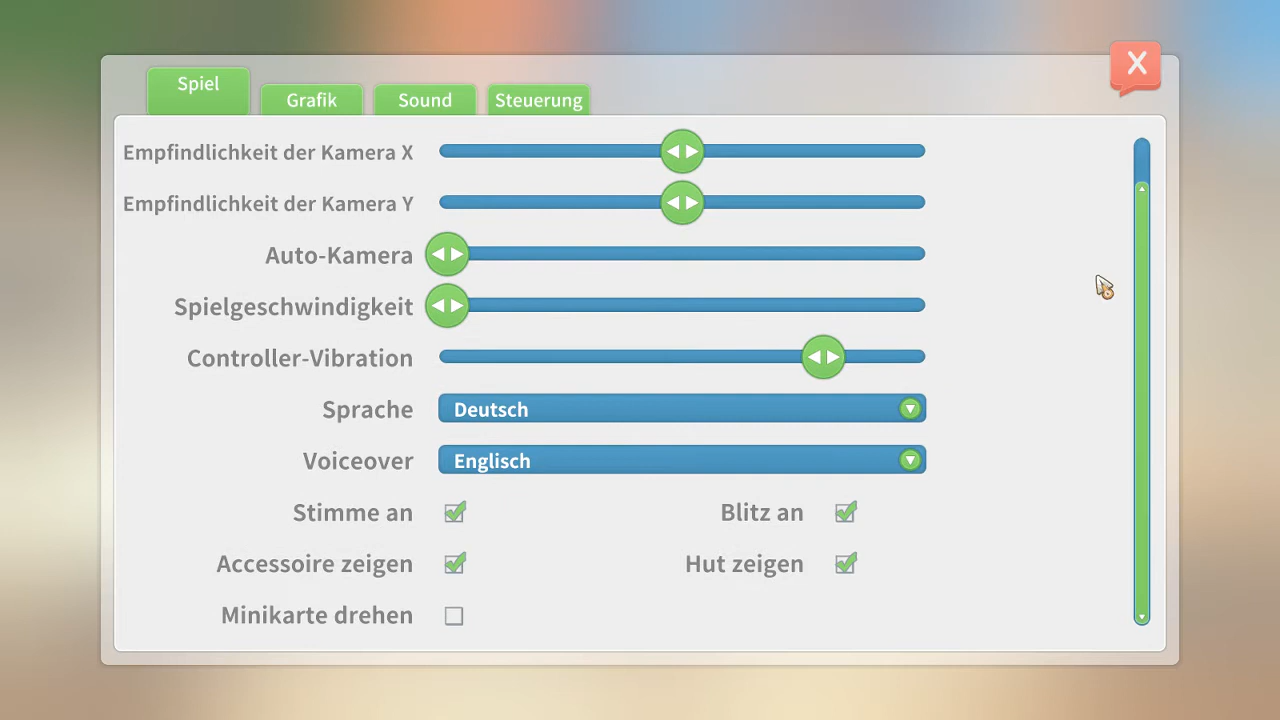 Spiel
Grafik
Sound
Steuerung
X
Empfindlichkeit der Kamera X
Empfindlichkeit der Kamera Y
Auto-Kamera
Spielgeschwindigkeit
Controller-Vibration
Sprache Deutsch
Voiceover Englisch
Stimme an Blitz an
Accessoire zeigen Hut zeigen
Minikarte drehen